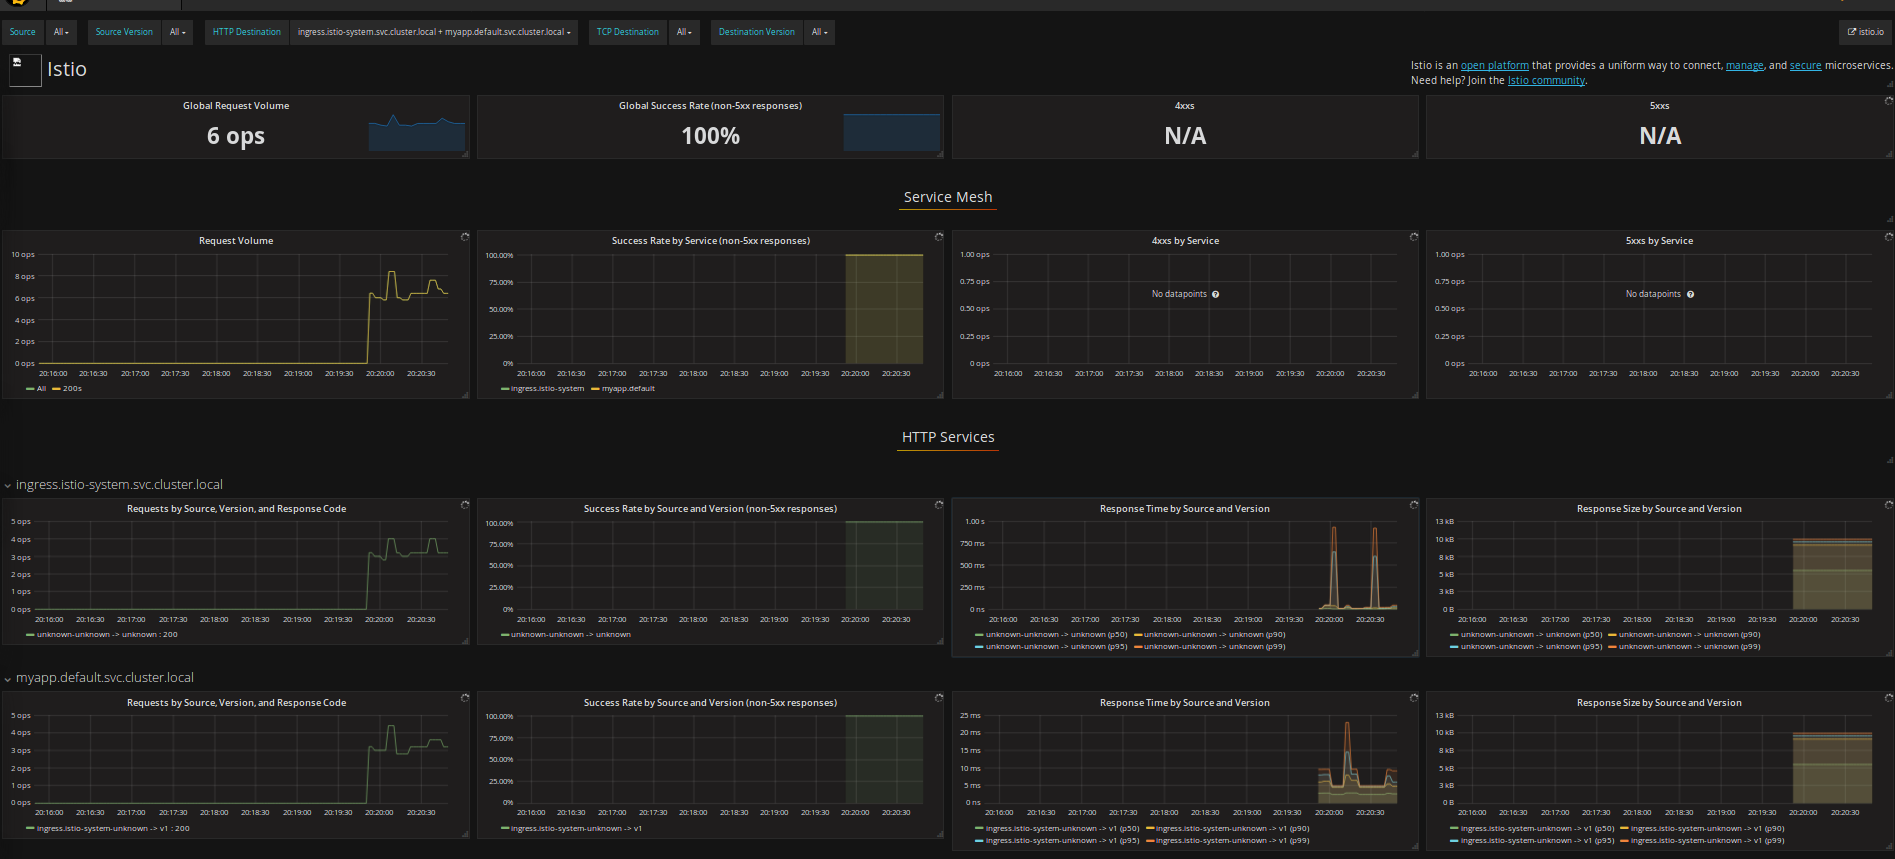 Source All Source Version All HTTP Destination ingress.istio-system.svc.cluster.local + myapp.default.svc.cluster.local TCP Destination All Destination Version All istio.io
Istio
Istio is an open platform that provides a uniform way to connect, manage, and secure microservices.
Need help? Join the Istio community.
Global Request Volume
6 ops
Global Success Rate (non-5xx responses)
100%
4xxs
N/A
5xxs
N/A
Service Mesh
Request Volume
10 ops
8 ops
6 ops
4 ops
2 ops
0 ops
20:16:00 20:16:30 20:17:00 20:17:30 20:18:00 20:18:30 20:19:00 20:19:30 20:20:00 20:20:30
All 200s
Success Rate by Service (non-5xx responses)
100.00%
75.00%
50.00%
25.00%
0%
20:16:00 20:16:30 20:17:00 20:17:30 20:18:00 20:18:30 20:19:00 20:19:30 20:20:00 20:20:30
ingress.istio-system myapp.default
4xxs by Service
1.00 ops
0.75 ops
No datapoints
0.50 ops
0.25 ops
0 ops
20:16:00 20:16:30 20:17:00 20:17:30 20:18:00 20:18:30 20:19:00 20:19:30 20:20:00 20:20:30
5xxs by Service
1.00 ops
0.75 ops
No datapoints
0.50 ops
0.25 ops
0 ops
20:16:00 20:16:30 20:17:00 20:17:30 20:18:00 20:18:30 20:19:00 20:19:30 20:20:00 20:20:30
HTTP Services
ingress.istio-system.svc.cluster.local
Requests by Source, Version, and Response Code
5 ops
4 ops
3 ops
2 ops
1 ops
0 ops
20:16:00 20:16:30 20:17:00 20:17:30 20:18:00 20:18:30 20:19:00 20:19:30 20:20:00 20:20:30
unknown-unknown -> unknown : 200
Success Rate by Source and Version (non-5xx responses)
100.00%
75.00%
50.00%
25.00%
0%
20:16:00 20:16:30 20:17:00 20:17:30 20:18:00 20:18:30 20:19:00 20:19:30 20:20:00 20:20:30
unknown-unknown -> unknown
Response Time by Source and Version
1.00 s
750 ms
500 ms
250 ms
0 ns
20:16:00 20:16:30 20:17:00 20:17:30 20:18:00 20:18:30 20:19:00 20:19:30 20:20:00 20:20:30
unknown-unknown -> unknown (p50) unknown-unknown -> unknown (p90)
unknown-unknown -> unknown (p95) unknown-unknown -> unknown (p99)
Response Size by Source and Version
13 kB
10 kB
8 kB
5 kB
3 kB
0 B
20:16:00 20:16:30 20:17:00 20:17:30 20:18:00 20:18:30 20:19:00 20:19:30 20:20:00 20:20:30
unknown-unknown -> unknown (p50) unknown-unknown -> unknown (p90)
unknown-unknown -> unknown (p95) unknown-unknown -> unknown (p99)
myapp.default.svc.cluster.local
Requests by Source, Version, and Response Code
5 ops
4 ops
3 ops
2 ops
1 ops
0 ops
20:16:00 20:16:30 20:17:00 20:17:30 20:18:00 20:18:30 20:19:00 20:19:30 20:20:00 20:20:30
ingress.istio-system-unknown -> v1 : 200
Success Rate by Source and Version (non-5xx responses)
100.00%
75.00%
50.00%
25.00%
0%
20:16:00 20:16:30 20:17:00 20:17:30 20:18:00 20:18:30 20:19:00 20:19:30 20:20:00 20:20:30
ingress.istio-system-unknown -> v1
Response Time by Source and Version
25 ms
20 ms
15 ms
10 ms
5 ms
0 ns
20:16:00 20:16:30 20:17:00 20:17:30 20:18:00 20:18:30 20:19:00 20:19:30 20:20:00 20:20:30
ingress.istio-system-unknown -> v1 (p50) ingress.istio-system-unknown -> v1 (p90)
ingress.istio-system-unknown -> v1 (p95) ingress.istio-system-unknown -> v1 (p99)
Response Size by Source and Version
13 kB
10 kB
8 kB
5 kB
3 kB
0 B
20:16:00 20:16:30 20:17:00 20:17:30 20:18:00 20:18:30 20:19:00 20:19:30 20:20:00 20:20:30
ingress.istio-system-unknown -> v1 (p50) ingress.istio-system-unknown -> v1 (p90)
ingress.istio-system-unknown -> v1 (p95) ingress.istio-system-unknown -> v1 (p99)